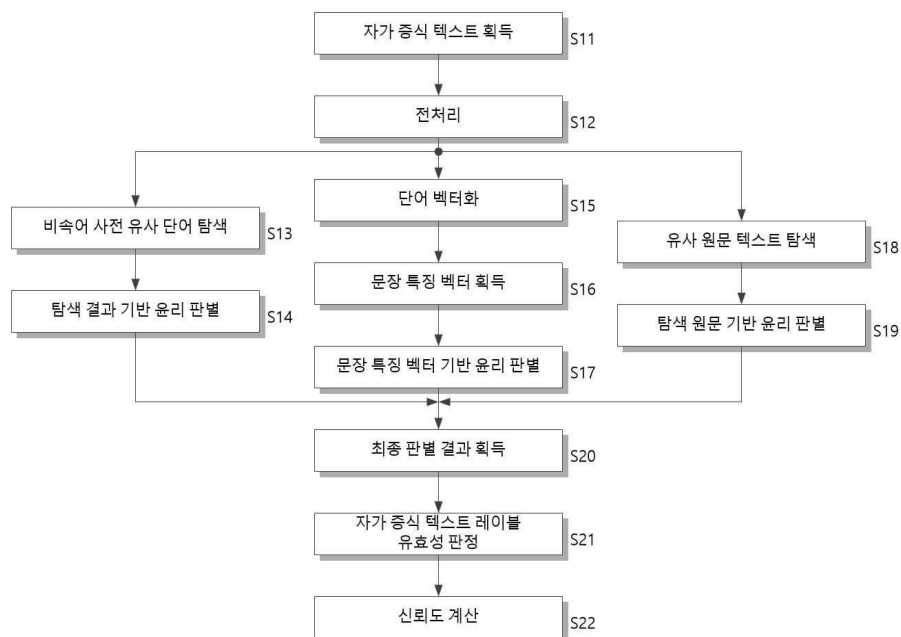 자가 증식 텍스트 획득
S11
전처리
S12
비속어 사전 유사 단어 탐색
S13
탐색 결과 기반 윤리 판별
S14
단어 벡터화
S15
문장 특징 벡터 획득
S16
문장 특징 벡터 기반 윤리 판별
S17
유사 원문 텍스트 탐색
S18
탐색 원문 기반 윤리 판별
S19
최종 판별 결과 획득
S20
자가 증식 텍스트 레이블
유효성 판정
S21
신뢰도 계산
S22